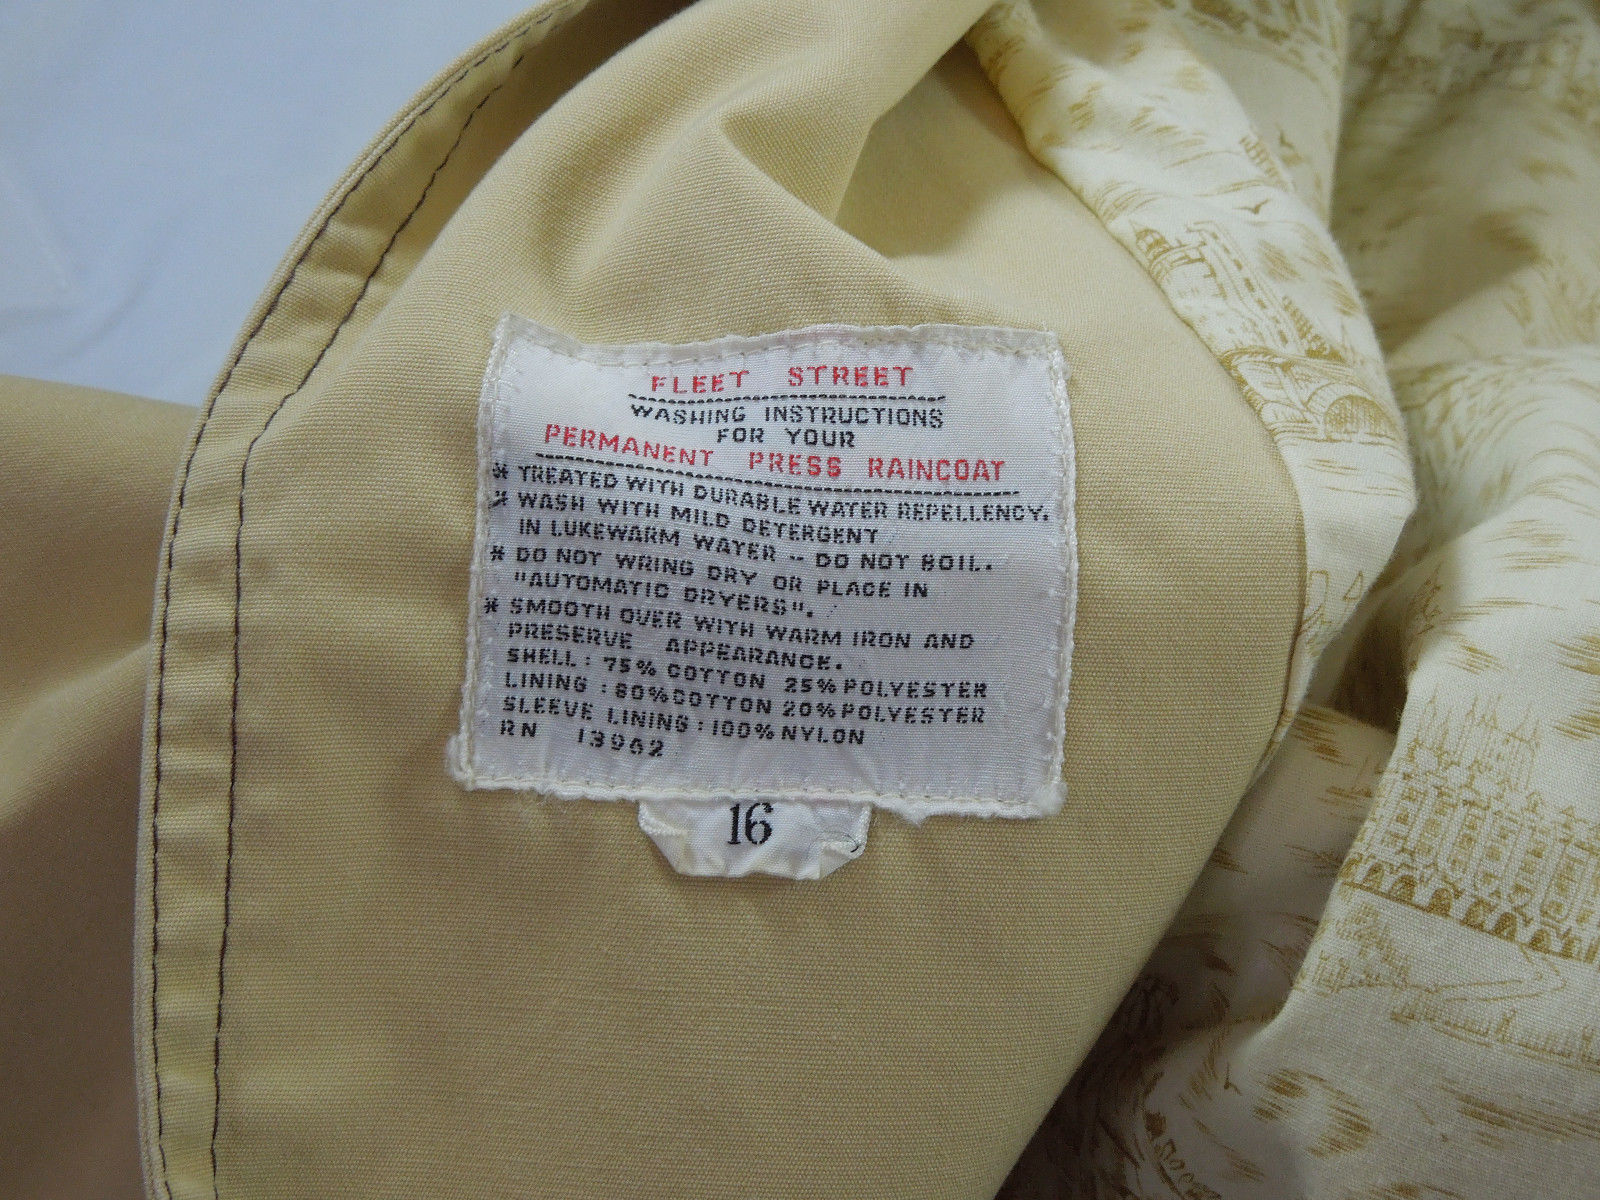 FLEET STREET
WASHING INSTRUCTIONS
FOR YOUR
PERMANENT PRESS RAINCOAT
* TREATED WITH DURABLE WATER REPELLENCY.
* WASH WITH MILD DETERGENT
IN LUKEWARM WATER -- DO NOT BOIL.
* DO NOT WRING DRY OR PLACE IN
"AUTOMATIC DRYERS".
* SMOOTH OVER WITH WARM IRON AND
PRESERVE APPEARANCE.
SHELL: 75% COTTON 25% POLYESTER
LINING: 80% COTTON 20% POLYESTER
SLEEVE LINING: 100% NYLON
RN 13962
16